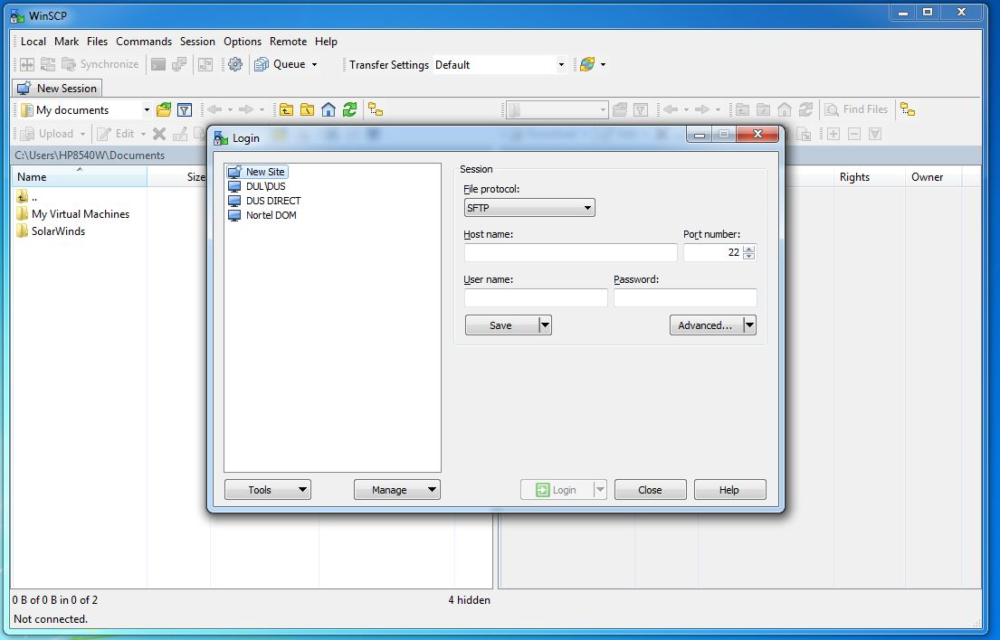 WinSCP
Local Mark Files Commands Session Options Remote Help
Synchronize Queue Transfer Settings Default
New Session
My documents Find Files
Upload Edit
C:\Users\HP8540W\Documents
Name Size Rights Owner
..
My Virtual Machines
SolarWinds
Login
New Site
DUL\DUS
DUS DIRECT
Nortel DOM
Session
File protocol:
SFTP
Host name: Port number:
22
User name: Password:
Save Advanced...
Tools Manage Login Close Help
0 B of 0 B in 0 of 2 4 hidden
Not connected.